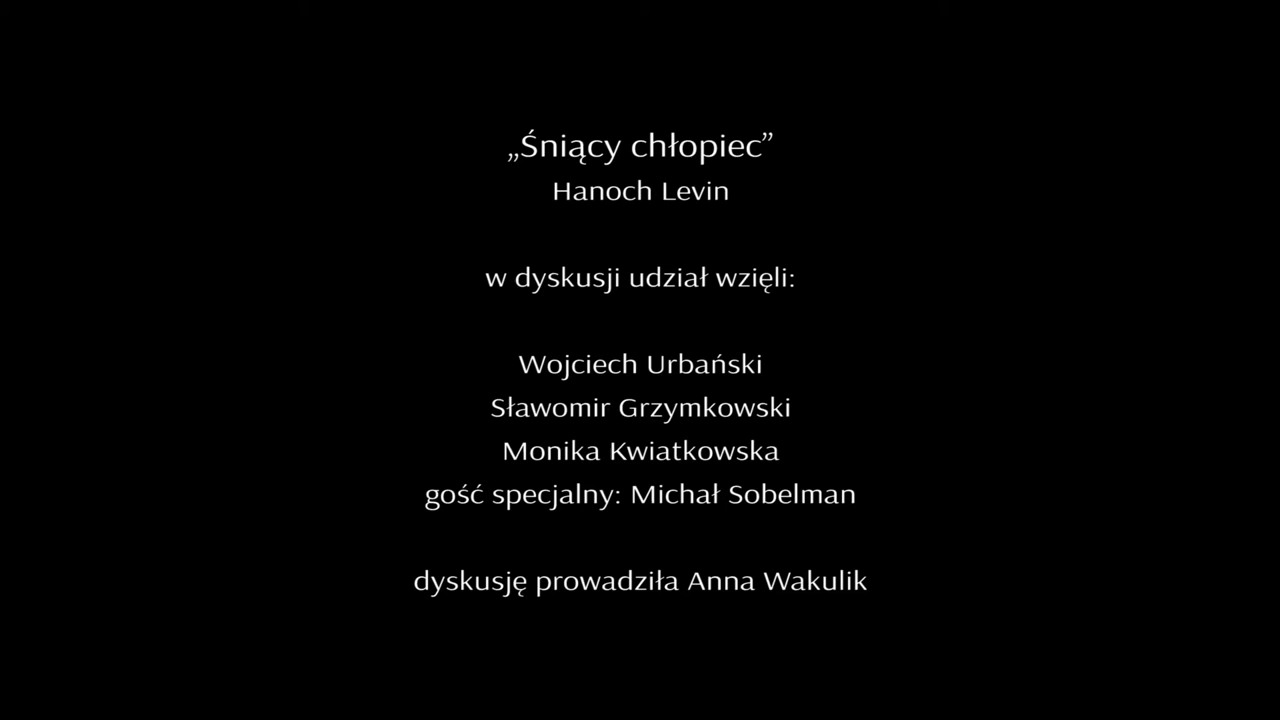 „Śniący chłopiec”
Hanoch Levin
w dyskusji udział wzięli:
Wojciech Urbański
Sławomir Grzymkowski
Monika Kwiatkowska
gość specjalny: Michał Sobelman
dyskusję prowadziła Anna Wakulik